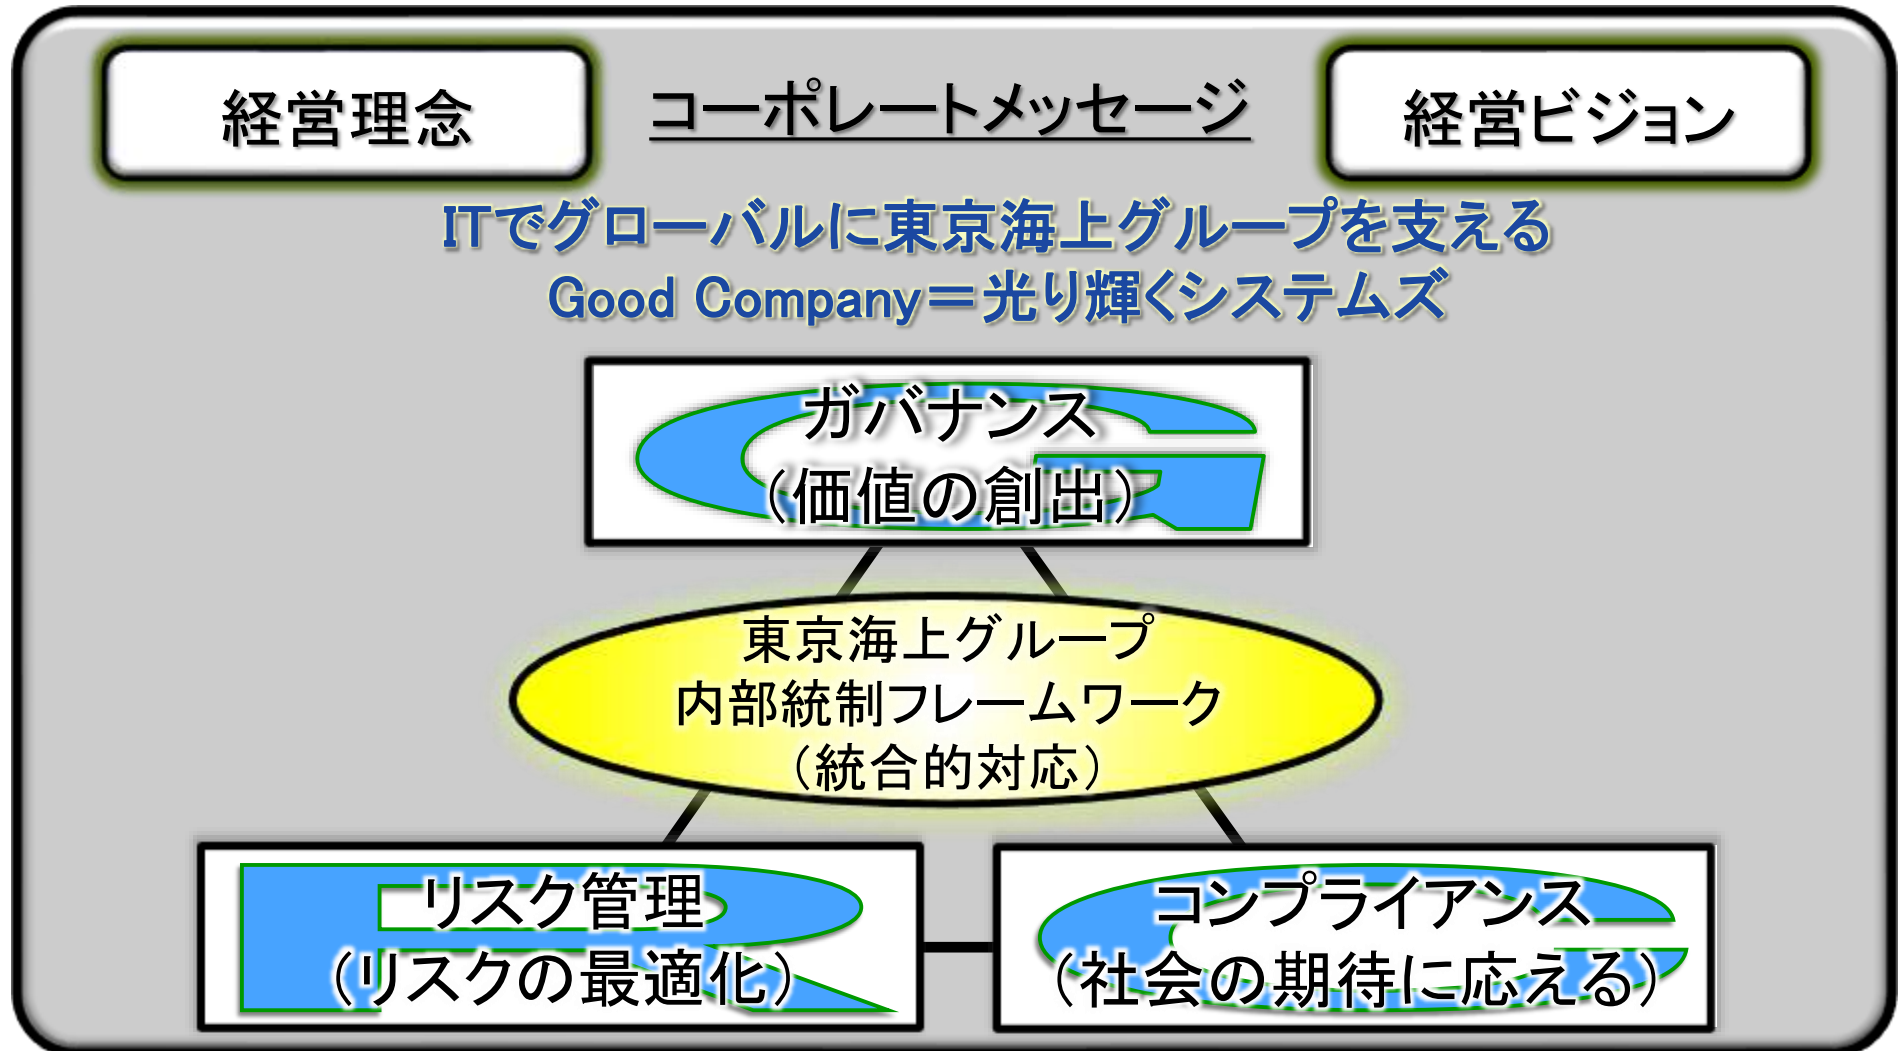 経営理念
コーポレートメッセージ
経営ビジョン
ITでグローバルに東京海上グループを支える
Good Company＝光り輝くシステムズ
G
ガバナンス
（価値の創出）
東京海上グループ
内部統制フレームワーク
（統合的対応）
R
リスク管理
（リスクの最適化）
C
コンプライアンス
（社会の期待に応える）